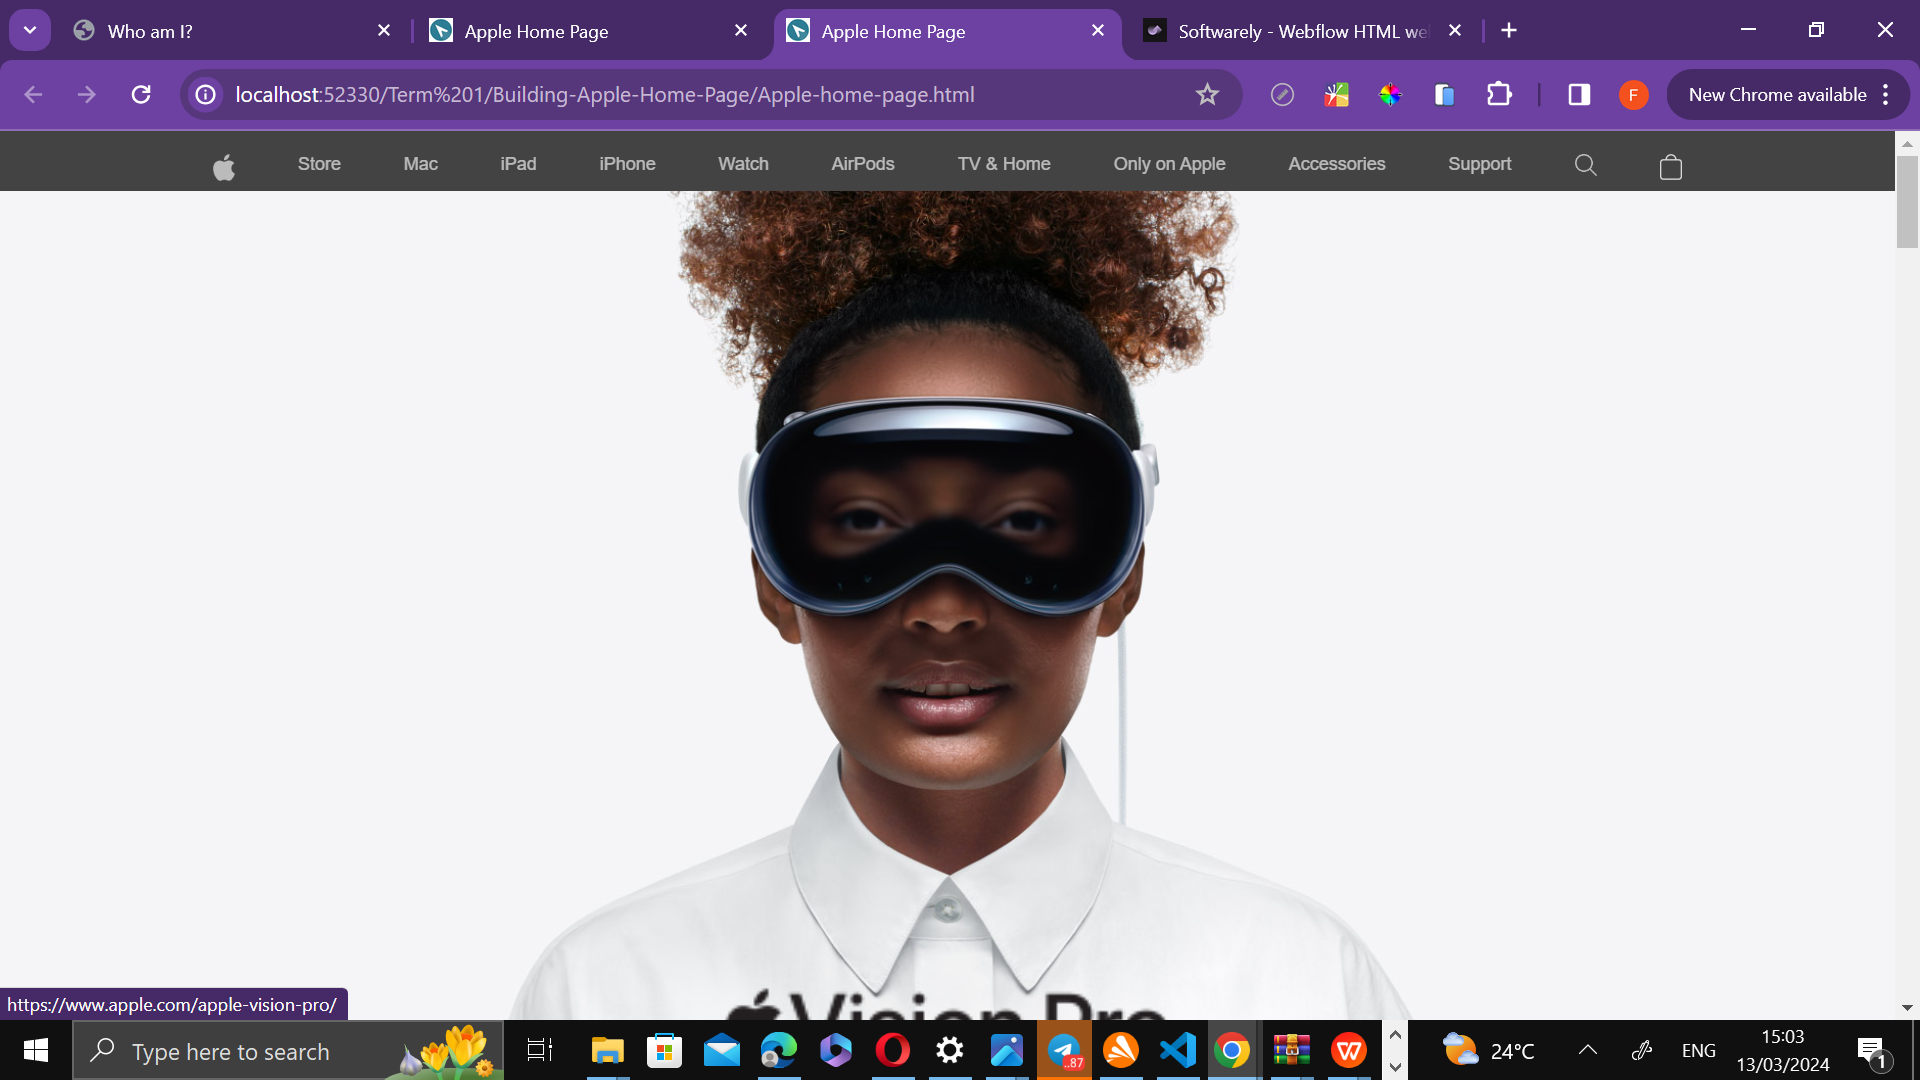 Who am I?
Apple Home Page
Apple Home Page
Softwarely - Webflow HTML we
localhost:52330/Term%201/Building-Apple-Home-Page/Apple-home-page.html
F
New Chrome available
Store
Mac
iPad
iPhone
Watch
AirPods
TV & Home
Only on Apple
Accessories
Support
Vision Pro
https://www.apple.com/apple-vision-pro/
Type here to search
..87
24°C
ENG
15:03
13/03/2024
1